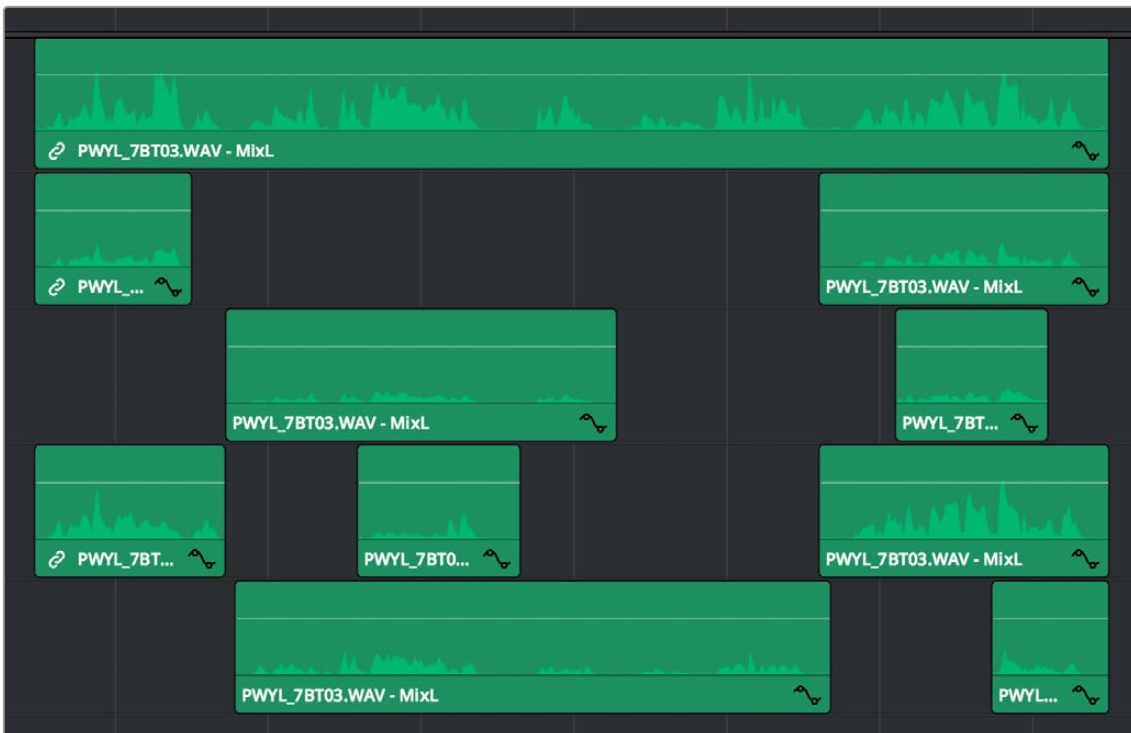 PWYL_7BT03.WAV - MixL
PWYL_... PWYL_7BT03.WAV - MixL
PWYL_7BT03.WAV - MixL PWYL_7BT...
PWYL_7BT... PWYL_7BT0... PWYL_7BT03.WAV - MixL
PWYL_7BT03.WAV - MixL PWYL...